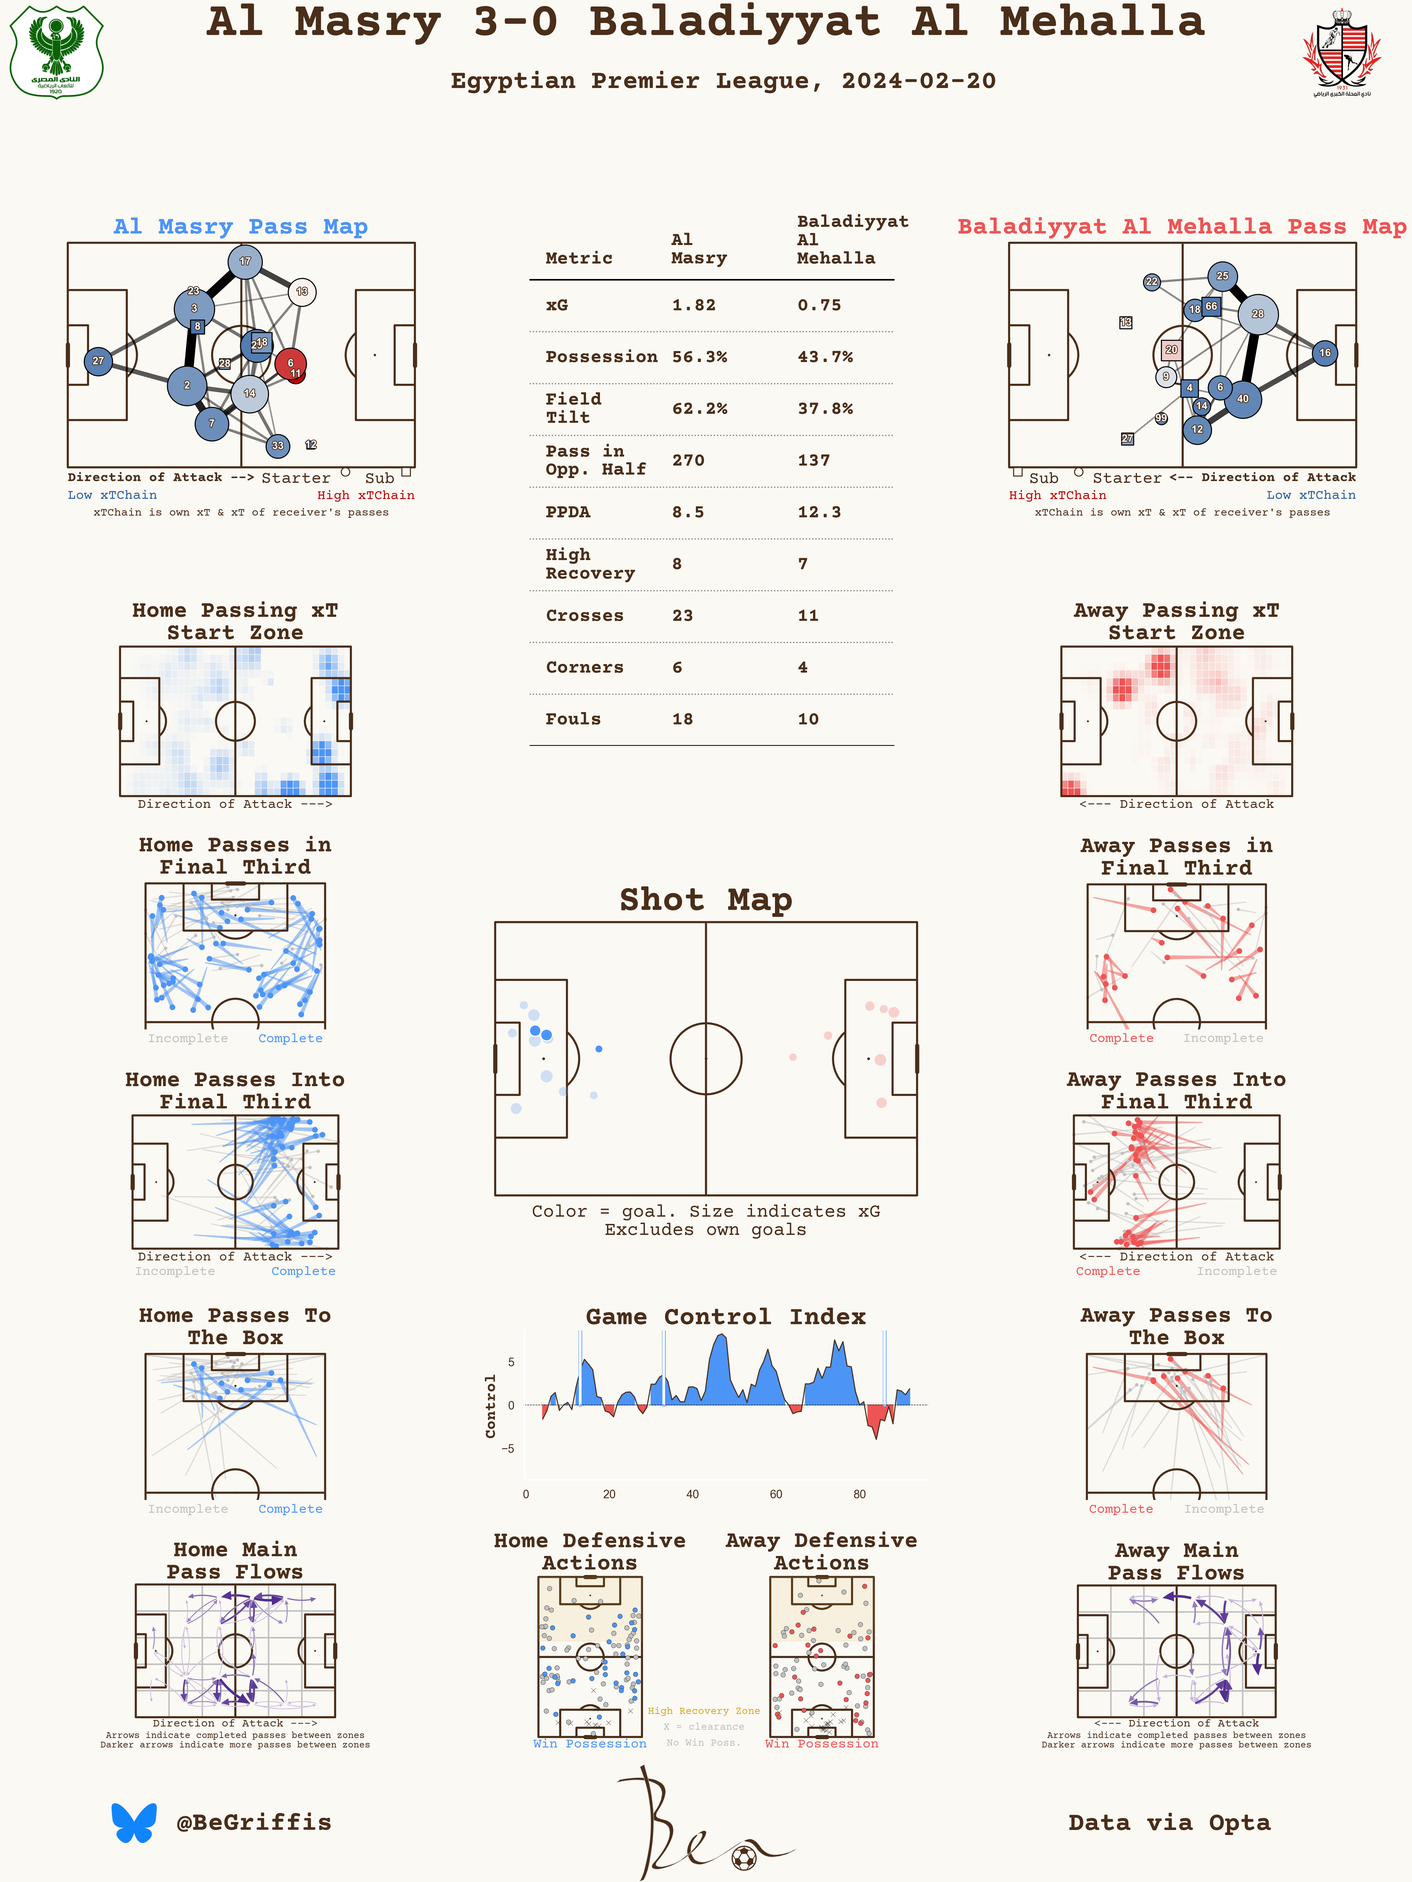 Al Masry 3-0 Baladiyyat Al Mehalla
Egyptian Premier League, 2024-02-20
النادي المصرى
للألعاب الرياضية
1920
1931
نادي المحلة الكبرى الرياضي
Al Masry Pass Map
17
13
23
3
8
27
18
28
6
11
2
14
7
33
12
Direction of Attack --> Starter Sub
Low xTChain High xTChain
xTChain is own xT & xT of receiver's passes
Metric Al Masry Baladiyyat Al Mehalla
xG 1.82 0.75
Possession 56.3% 43.7%
Field Tilt 62.2% 37.8%
Pass in Opp. Half 270 137
PPDA 8.5 12.3
High Recovery 8 7
Crosses 23 11
Corners 6 4
Fouls 18 10
Baladiyyat Al Mehalla Pass Map
22
25
18
66
28
13
20
16
9
4
6
40
14
99
12
27
Sub Starter <-- Direction of Attack
High xTChain Low xTChain
xTChain is own xT & xT of receiver's passes
Home Passing xT
Start Zone
Direction of Attack --->
Away Passing xT
Start Zone
<--- Direction of Attack
Home Passes in
Final Third
Incomplete Complete
Away Passes in
Final Third
Complete Incomplete
Shot Map
Color = goal. Size indicates xG
Excludes own goals
Home Passes Into
Final Third
Direction of Attack --->
Incomplete Complete
Away Passes Into
Final Third
<--- Direction of Attack
Complete Incomplete
Home Passes To
The Box
Incomplete Complete
Game Control Index
Control
5
0
−5
0 20 40 60 80
Away Passes To
The Box
Complete Incomplete
Home Main
Pass Flows
Direction of Attack --->
Arrows indicate completed passes between zones
Darker arrows indicate more passes between zones
Home Defensive
Actions
Win Possession
High Recovery Zone
X = clearance
No Win Poss.
Away Defensive
Actions
Win Possession
Away Main
Pass Flows
<--- Direction of Attack
Arrows indicate completed passes between zones
Darker arrows indicate more passes between zones
@BeGriffis
Ben
Data via Opta